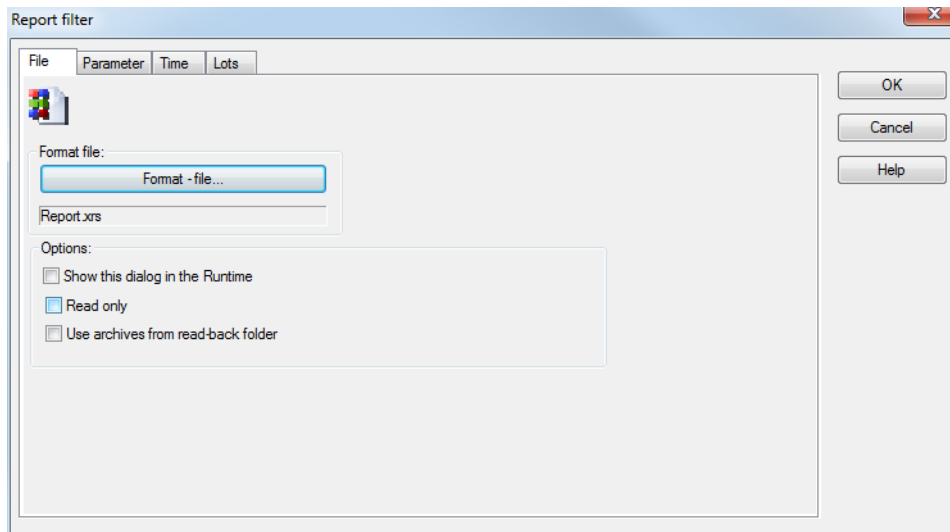 Report filter
File Parameter Time Lots
OK
Cancel
Help
Format file:
Format - file...
Report.xrs
Options:
Show this dialog in the Runtime
Read only
Use archives from read-back folder